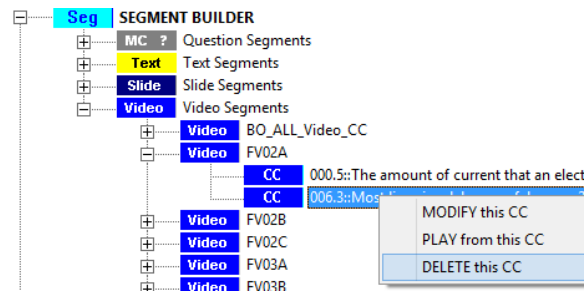 Seg SEGMENT BUILDER
MC ? Question Segments
Text Text Segments
Slide Slide Segments
Video Video Segments
Video BO_ALL_Video_CC
Video FV02A
CC 000.5::The amount of current that an elect
CC 006.3::Most
MODIFY this CC
Video FV02B
PLAY from this CC
Video FV02C
DELETE this CC
Video FV03A
Video FV03B